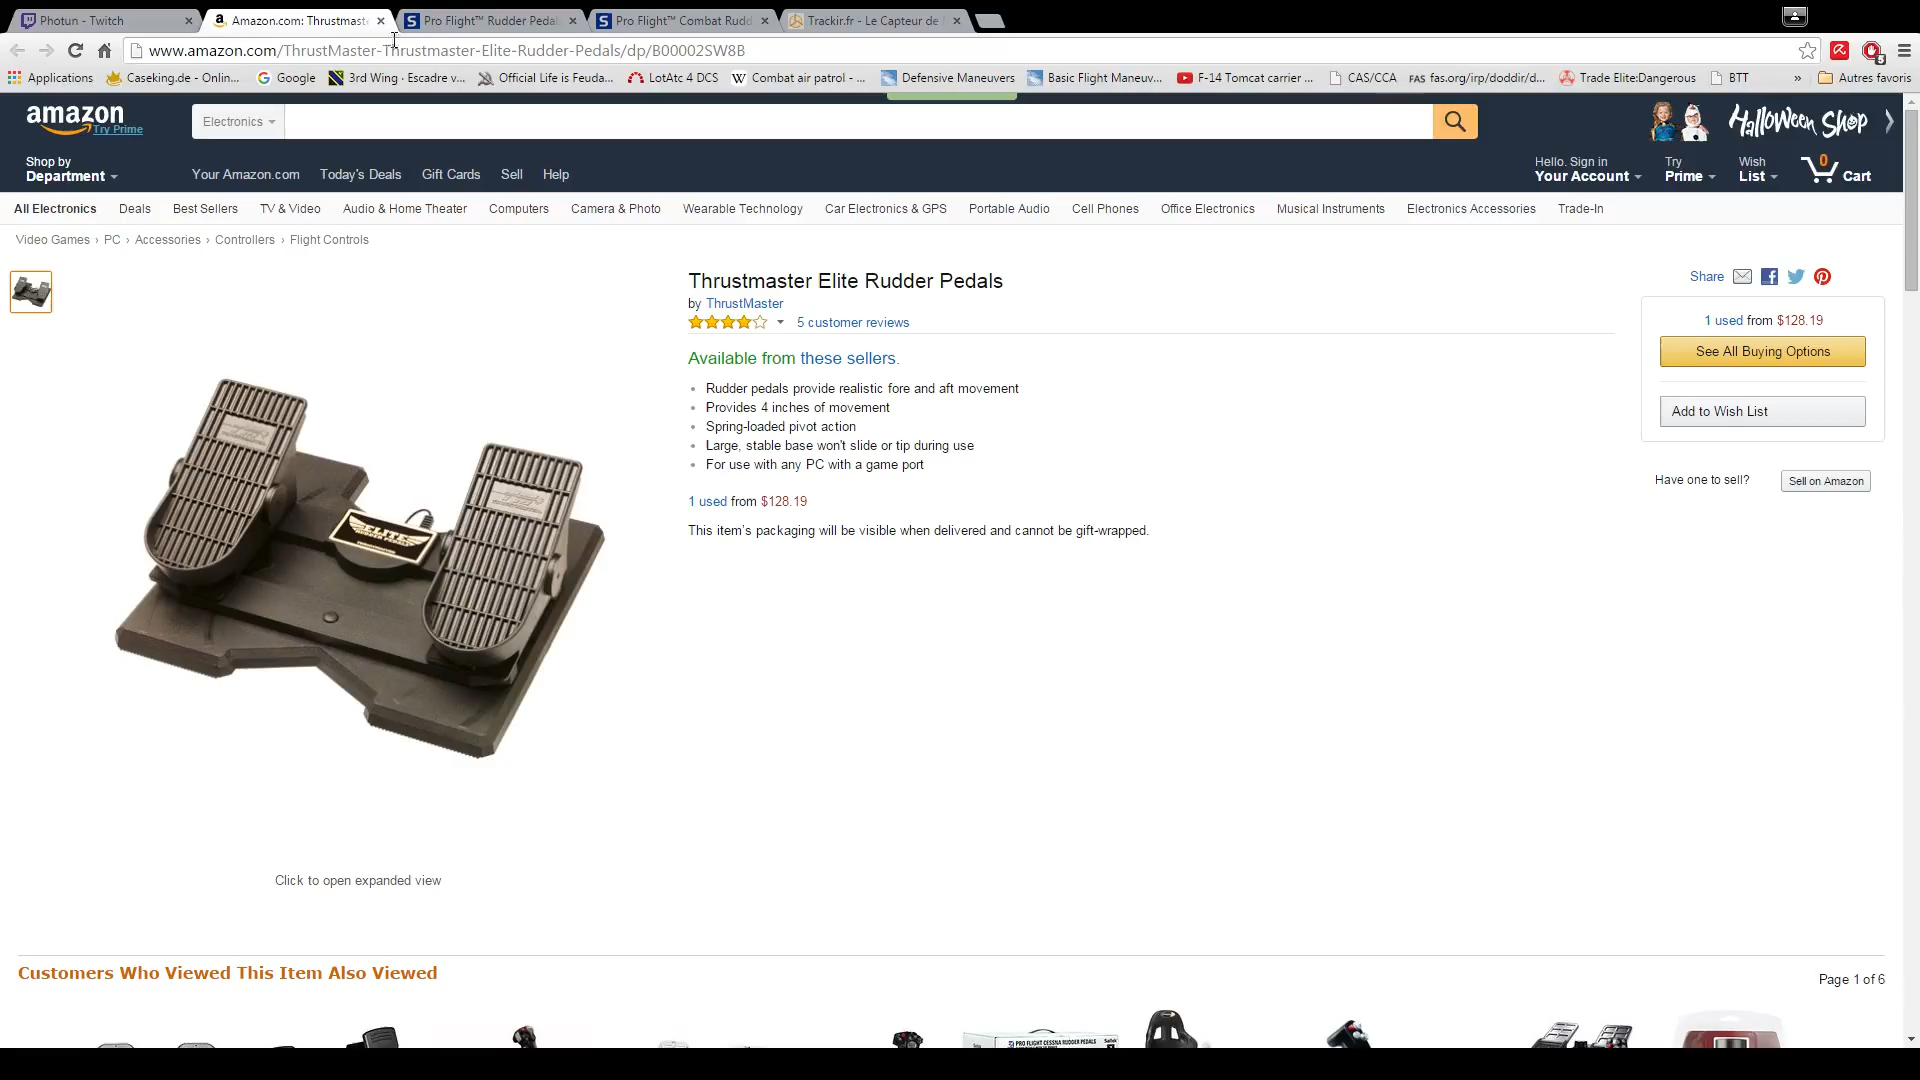 Photun - Twitch
Amazon.com: Thrustmaste
Pro Flight™ Rudder Pedals
Pro Flight™ Combat Rudd
Trackir.fr - Le Capteur de
www.amazon.com/ThrustMaster-Thrustmaster-Elite-Rudder-Pedals/dp/B00002SW8B
5
Applications
Caseking.de - Onlin...
Google
3rd Wing · Escadre v...
Official Life is Feuda...
LotAtc 4 DCS
Combat air patrol - ...
Defensive Maneuvers
Basic Flight Maneuv...
F-14 Tomcat carrier ...
CAS/CCA
FAS fas.org/irp/doddir/d...
Trade Elite:Dangerous
BTT
»
Autres favoris
amazon
Try Prime
Electronics
Halloween Shop
Shop by
Department
Your Amazon.com
Today's Deals
Gift Cards
Sell
Help
Hello. Sign in
Your Account
Try
Prime
Wish
List
0
Cart
All Electronics
Deals
Best Sellers
TV & Video
Audio & Home Theater
Computers
Camera & Photo
Wearable Technology
Car Electronics & GPS
Portable Audio
Cell Phones
Office Electronics
Musical Instruments
Electronics Accessories
Trade-In
Video Games › PC › Accessories › Controllers › Flight Controls
Thrustmaster Elite Rudder Pedals
by ThrustMaster
5 customer reviews
Available from these sellers.
• Rudder pedals provide realistic fore and aft movement
• Provides 4 inches of movement
• Spring-loaded pivot action
• Large, stable base won't slide or tip during use
• For use with any PC with a game port
1 used from $128.19
This item's packaging will be visible when delivered and cannot be gift-wrapped.
Share
1 used from $128.19
See All Buying Options
Add to Wish List
Have one to sell?
Sell on Amazon
ELITE
Click to open expanded view
Customers Who Viewed This Item Also Viewed
Page 1 of 6
PRO FLIGHT CESSNA RUDDER PEDALS